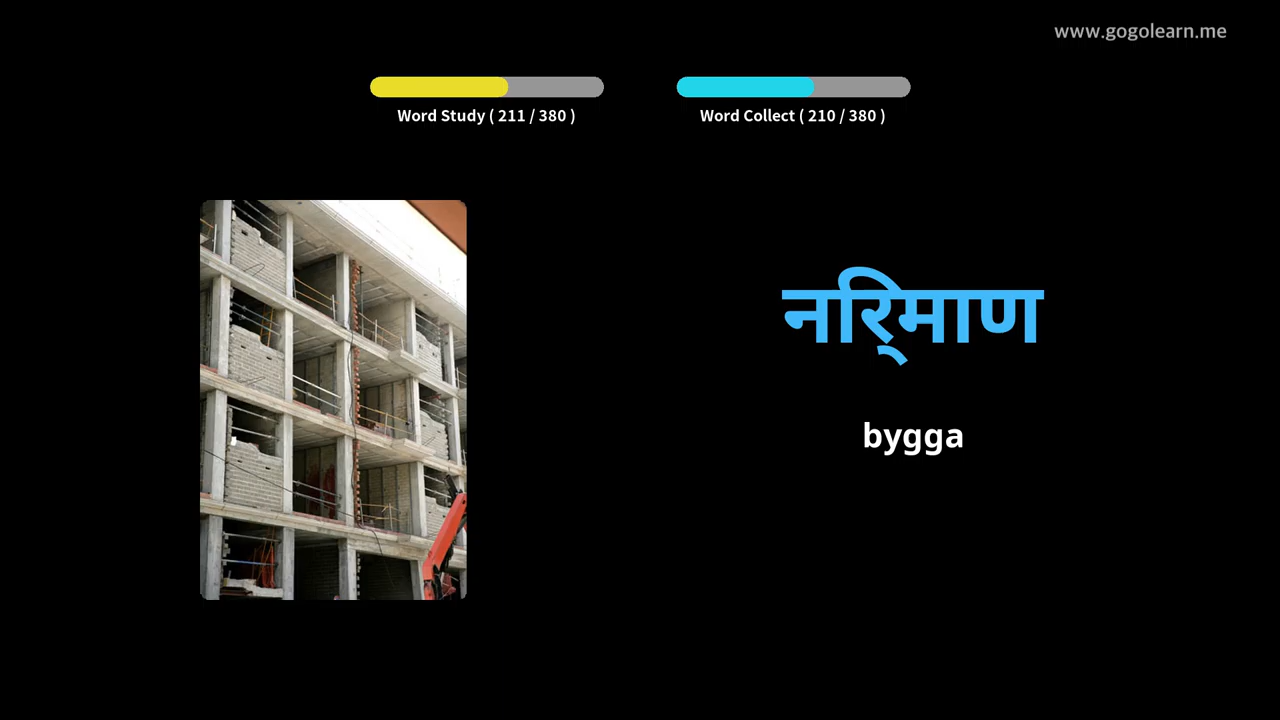 www.gogolearn.me
Word Study ( 211 / 380 )
Word Collect ( 210 / 380 )
निर्माण
bygga